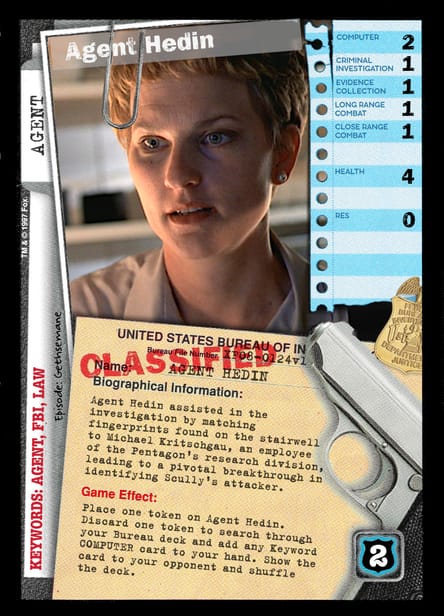 Agent Hedin
AGENT
TM & © 1997 Fox.
COMPUTER 2
CRIMINAL
INVESTIGATION 1
EVIDENCE
COLLECTION 1
LONG RANGE
COMBAT 1
CLOSE RANGE
COMBAT 1
HEALTH 4
RES 0
Episode: Gethsemane
KEYWORDS: AGENT, FBI, LAW
UNITED STATES BUREAU OF IN
Bureau File Number: XF08-0124v1
CLASSIFIED
Name: AGENT HEDIN
Biographical Information:
Agent Hedin assisted in the
investigation by matching
fingerprints found on the stairwell
to Michael Kritschgau, an employee
of the Pentagon's research division,
leading to a pivotal breakthrough in
identifying Scully's attacker.
Game Effect:
Place one token on Agent Hedin.
Discard one token to search through
your Bureau deck and add any Keyword
COMPUTER card to your hand. Show the
card to your opponent and shuffle
the deck.
2